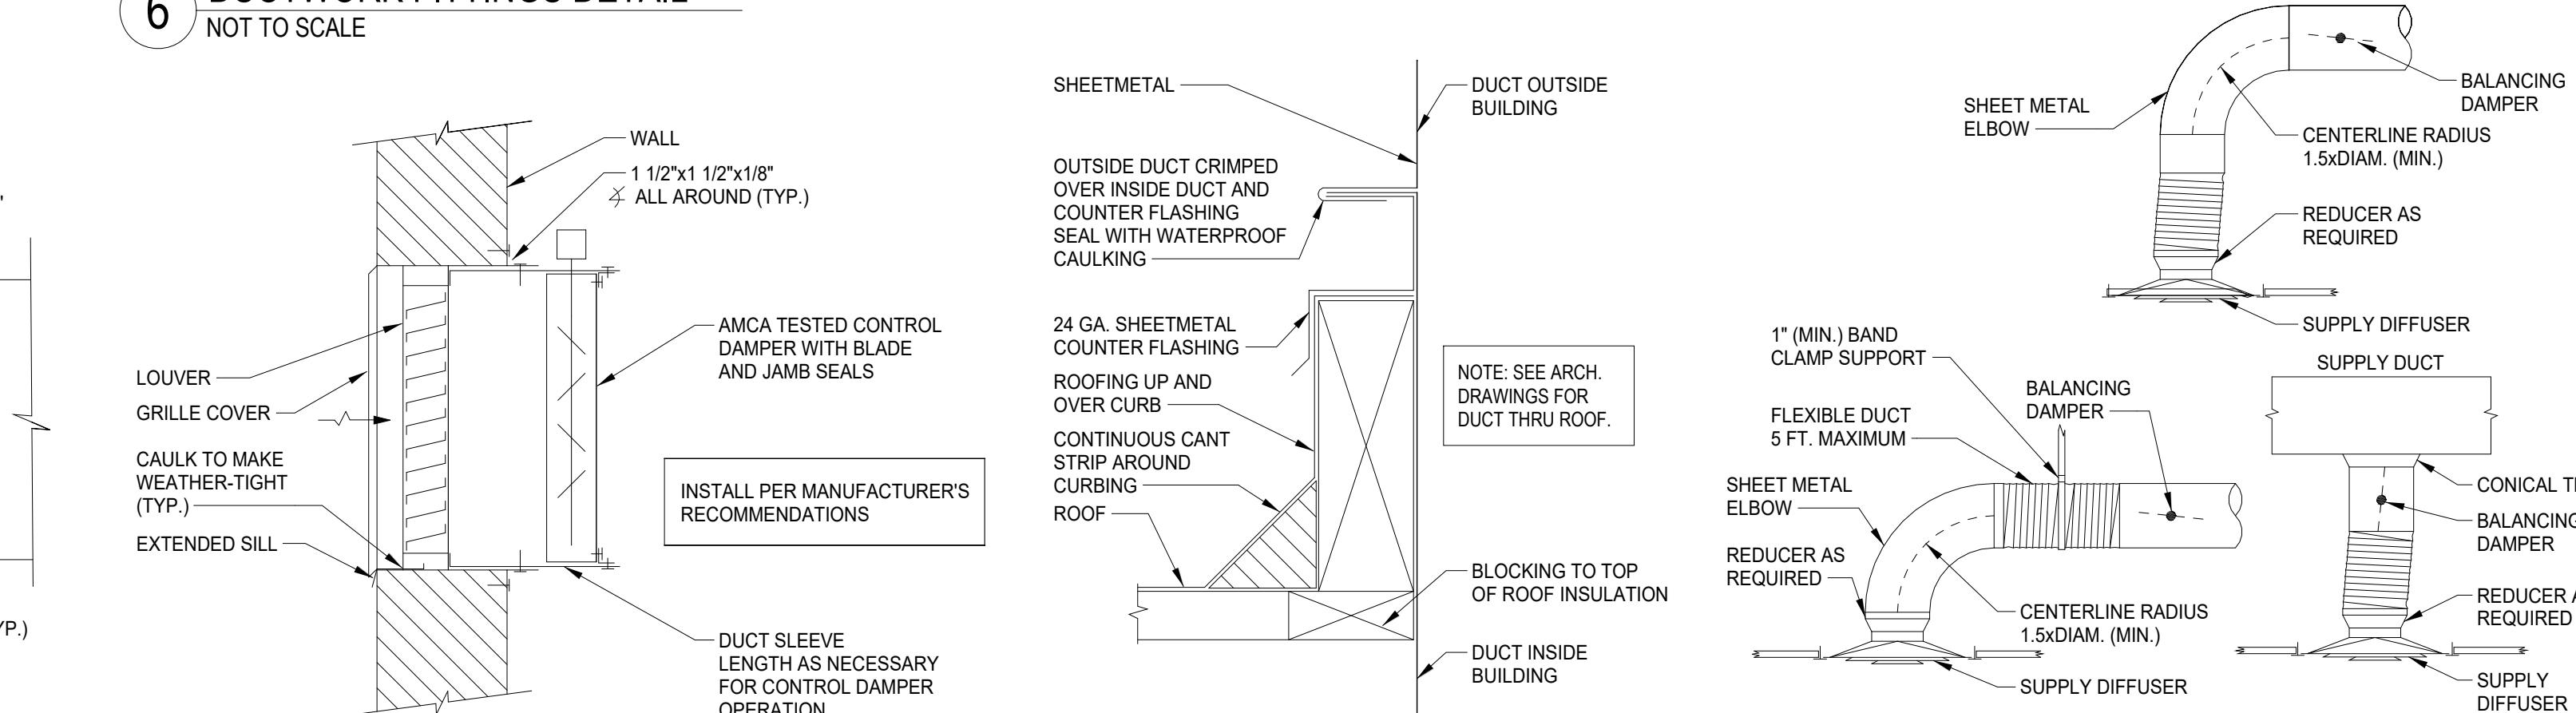 6
NOT TO SCALE
WALL
1 1/2"x1 1/2"x1/8"
ALL AROUND (TYP.)
AMCA TESTED CONTROL
DAMPER WITH BLADE
AND JAMB SEALS
LOUVER
GRILLE COVER
CAULK TO MAKE
WEATHER-TIGHT
(TYP.)
EXTENDED SILL
INSTALL PER MANUFACTURER'S
RECOMMENDATIONS
DUCT SLEEVE
LENGTH AS NECESSARY
FOR CONTROL DAMPER
OPERATION
SHEETMETAL
DUCT OUTSIDE
BUILDING
OUTSIDE DUCT CRIMPED
OVER INSIDE DUCT AND
COUNTER FLASHING
SEAL WITH WATERPROOF
CAULKING
24 GA. SHEETMETAL
COUNTER FLASHING
ROOFING UP AND
OVER CURB
CONTINUOUS CANT
STRIP AROUND
CURBING
ROOF
NOTE: SEE ARCH.
DRAWINGS FOR
DUCT THRU ROOF.
BLOCKING TO TOP
OF ROOF INSULATION
DUCT INSIDE
BUILDING
SHEET METAL
ELBOW
BALANCING
DAMPER
CENTERLINE RADIUS
1.5xDIAM. (MIN.)
REDUCER AS
REQUIRED
SUPPLY DIFFUSER
1" (MIN.) BAND
CLAMP SUPPORT
FLEXIBLE DUCT
5 FT. MAXIMUM
BALANCING
DAMPER
SHEET METAL
ELBOW
REDUCER AS
REQUIRED
CENTERLINE RADIUS
1.5xDIAM. (MIN.)
SUPPLY DIFFUSER
SUPPLY DUCT
CONICAL
BALANCING
DAMPER
REDUCER
REQUIRED
SUPPLY
DIFFUSER